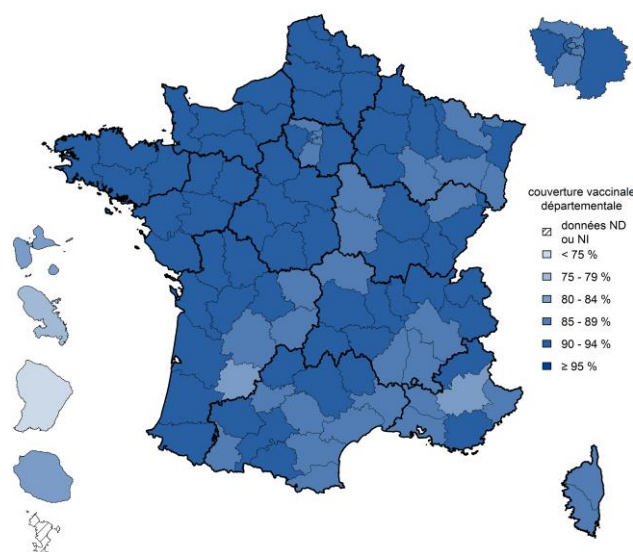 couverture vaccinale
départementale
données ND
ou NI
< 75 %
75 - 79 %
80 - 84 %
85 - 89 %
90 - 94 %
≥ 95 %